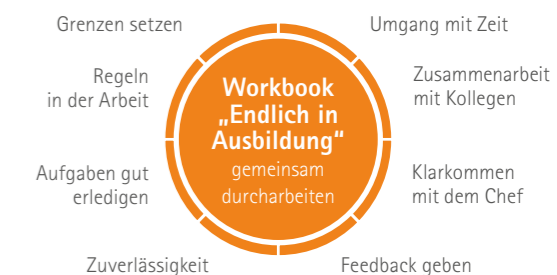 Grenzen setzen
Umgang mit Zeit
Regeln
in der Arbeit
Zusammenarbeit
mit Kollegen
Workbook
„Endlich in
Ausbildung“
gemeinsam
durcharbeiten
Aufgaben gut
erledigen
Klarkommen
mit dem Chef
Zuverlässigkeit
Feedback geben